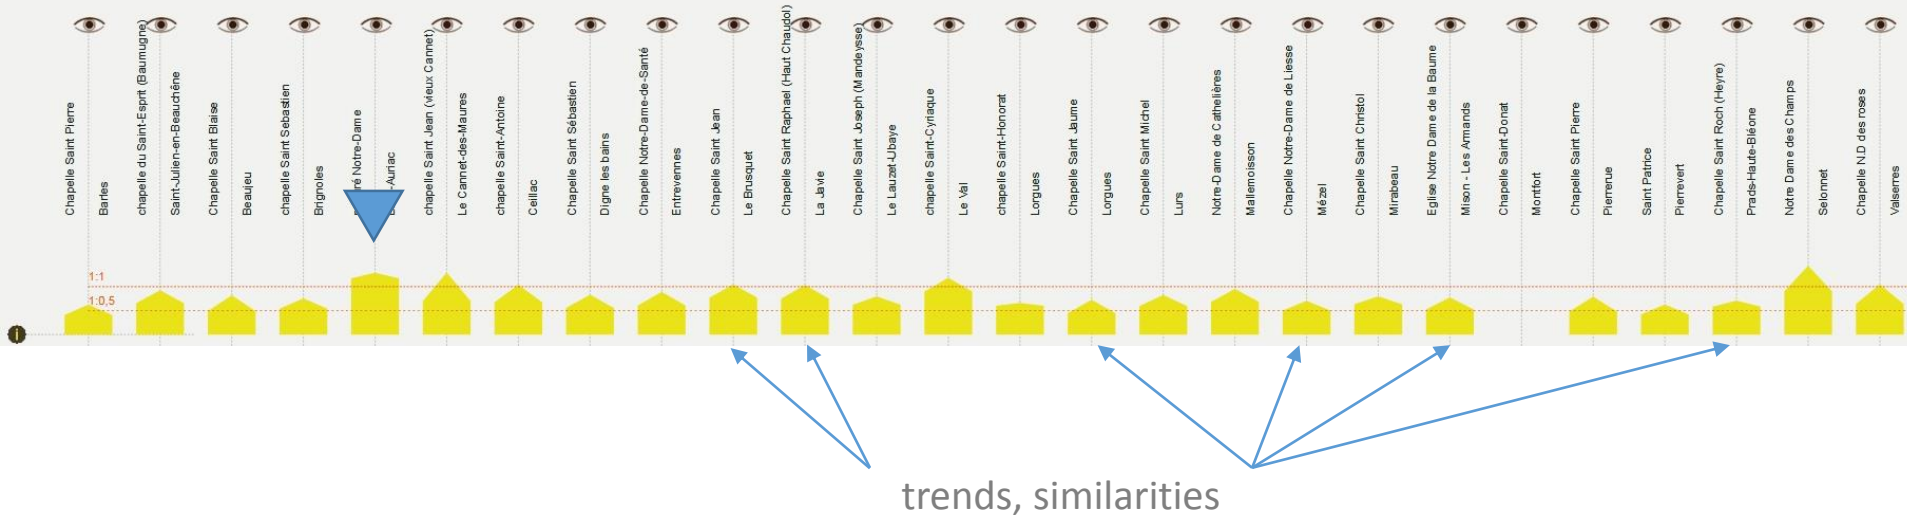 Chapelle Saint Pierre
Barles
chapelle du Saint-Esprit (Baumugne)
Saint-Julien-en-Beauchêne
Chapelle Saint Blaise
Beaujeu
chapelle Saint Sebastien
Brignoles
Notre-Dame
-Auriac
chapelle Saint Jean (vieux Cannet)
Le Cannet-des-Maures
chapelle Saint-Antoine
Ceillac
Chapelle Saint Sébastien
Digne les bains
Chapelle Notre-Dame-de-Santé
Entrevennes
Chapelle Saint Jean
Le Brusquet
Chapelle Saint Raphael (Haut Chaudol)
La Javie
Chapelle Saint Joseph (Mandeysse)
Le Lauzet-Ubaye
chapelle Saint-Cyriaque
Le Val
chapelle Saint-Honorat
Lorgues
Chapelle Saint Jaume
Lorgues
Chapelle Saint Michel
Lurs
Notre-Dame de Cathelières
Mallemoisson
Chapelle Notre-Dame de Liesse
Mézel
Chapelle Saint Christol
Mirabeau
Eglise Notre Dame de la Baume
Mison - Les Armands
Chapelle Saint-Donat
Montfort
Chapelle Saint Pierre
Pierrerue
Saint Patrice
Pierrevert
Chapelle Saint Roch (Heyre)
Prads-Haute-Bléone
Notre Dame des Champs
Selonnet
Chapelle N.D des roses
Valserres
1:1
1:0,5
i
trends, similarities